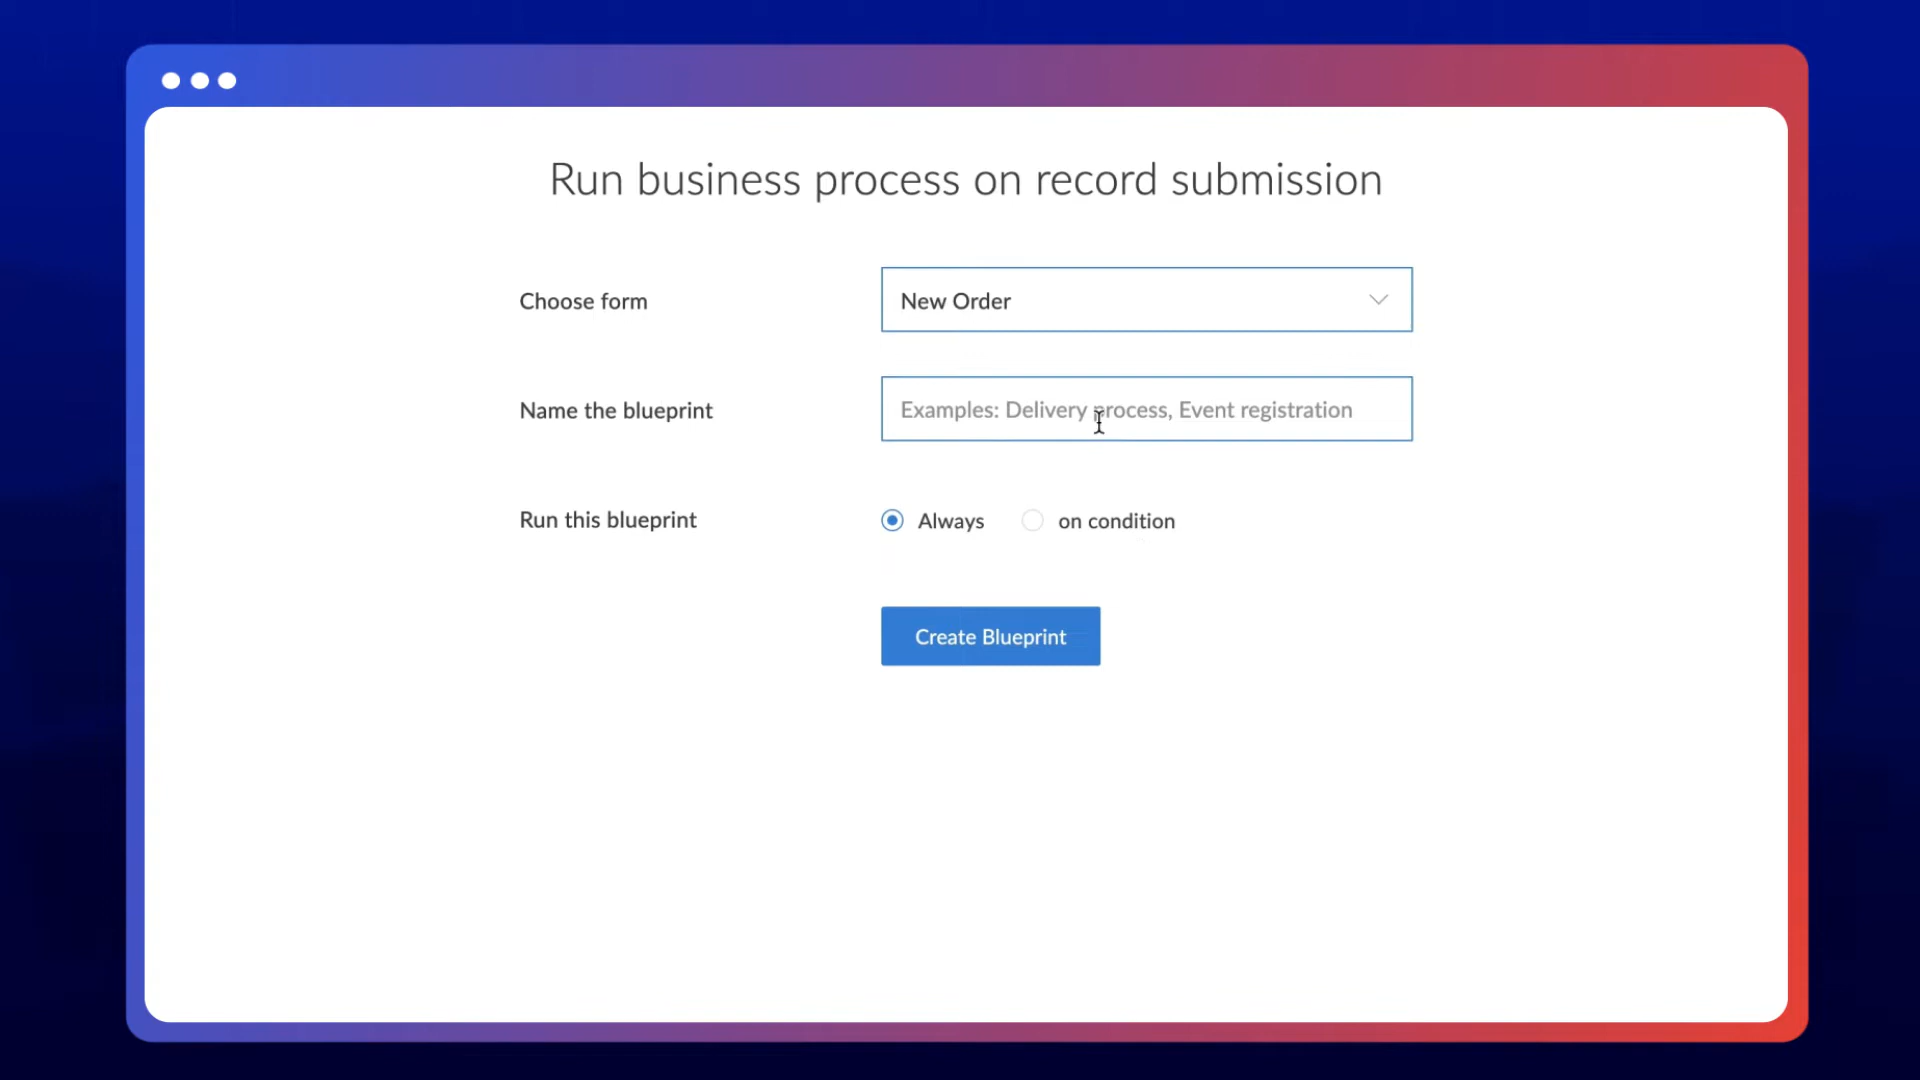 Run business process on record submission
Choose form
New Order
Name the blueprint
Examples: Delivery process, Event registration
Run this blueprint
Always
on condition
Create Blueprint